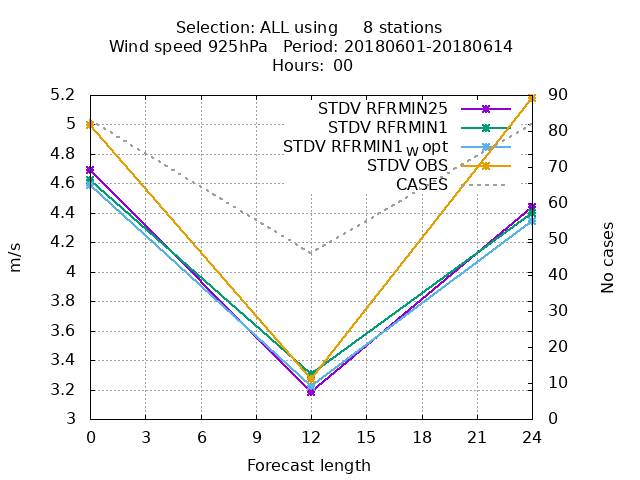 Selection: ALL using 8 stations
Wind speed 925hPa Period: 20180601-20180614
Hours: 00
STDV RFRMIN25
STDV RFRMIN1
STDV RFRMIN1 W opt
STDV OBS
CASES
5.2
5
4.8
4.6
4.4
4.2
4
3.8
3.6
3.4
3.2
3
m/s
90
80
70
60
50
40
30
20
10
0
No cases
0 3 6 9 12 15 18 21 24
Forecast length